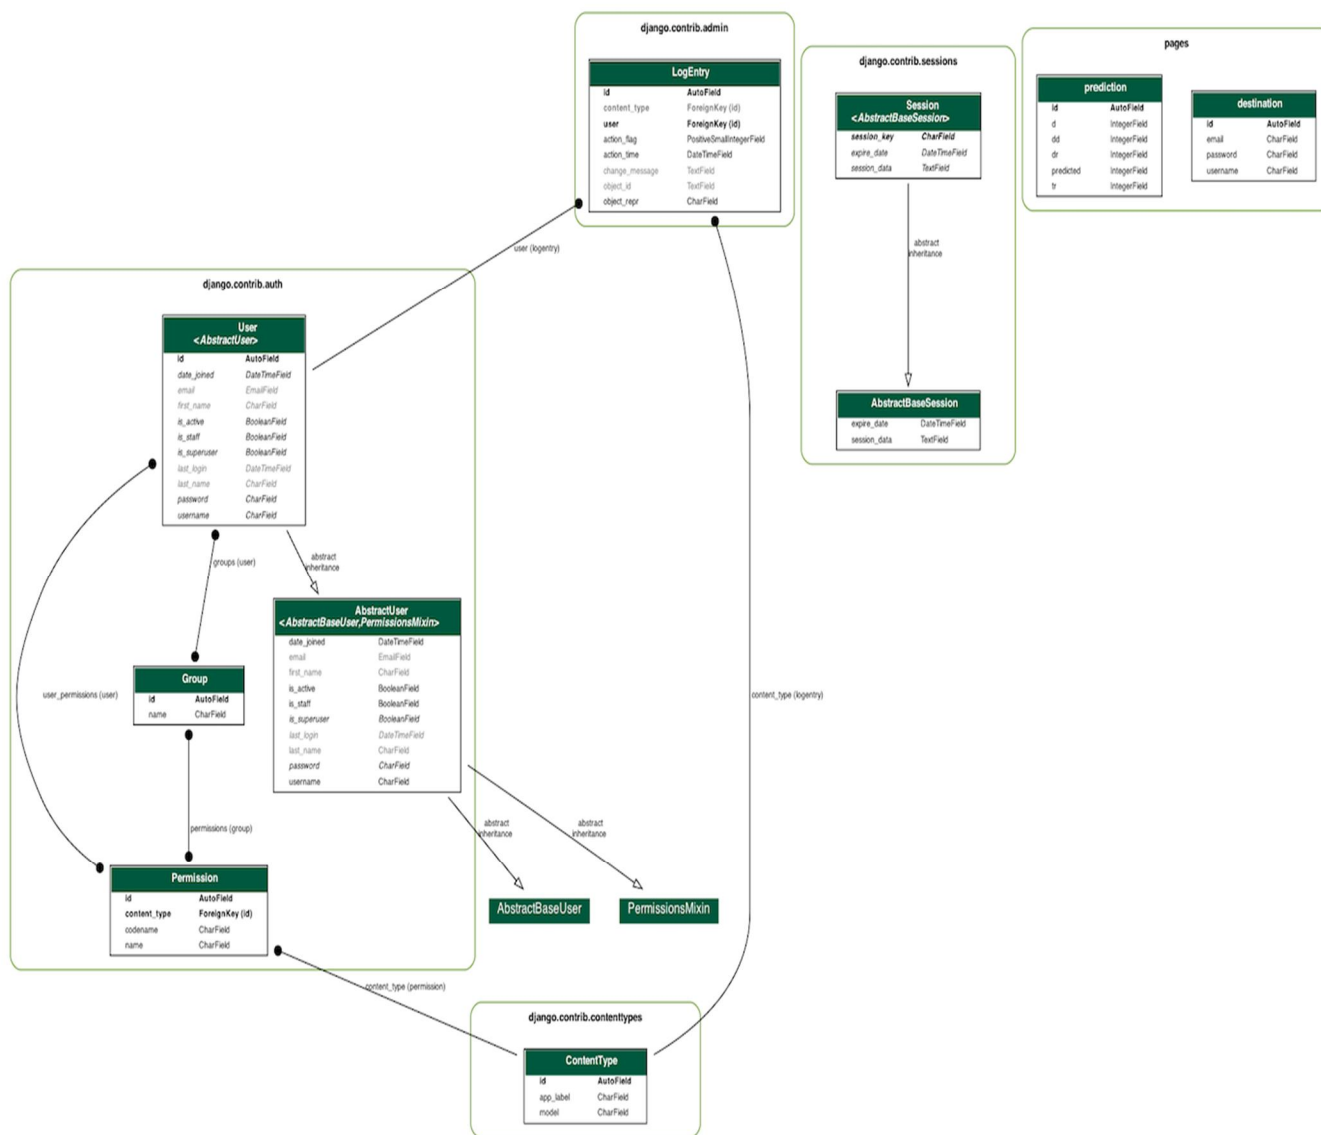 django.contrib.admin
LogEntry
id AutoField
content_type ForeignKey (id)
user ForeignKey (id)
action_flag PositiveSmallIntegerField
action_time DateTimeField
change_message TextField
object_id TextField
object_repr CharField
django.contrib.sessions
Session
<AbstractBaseSession>
session_key CharField
expire_date DateTimeField
session_data TextField
abstract
inheritance
AbstractBaseSession
expire_date DateTimeField
session_data TextField
pages
prediction
id AutoField
d IntegerField
dd IntegerField
dr IntegerField
predicted IntegerField
tr IntegerField
destination
id AutoField
email CharField
password CharField
username CharField
user (logentry)
django.contrib.auth
User
<AbstractUser>
id AutoField
date_joined DateTimeField
email EmailField
first_name CharField
is_active BooleanField
is_staff BooleanField
is_superuser BooleanField
last_login DateTimeField
last_name CharField
password CharField
username CharField
groups (user)
abstract
inheritance
AbstractUser
<AbstractBaseUser,PermissionsMixin>
date_joined DateTimeField
email EmailField
first_name CharField
is_active BooleanField
is_staff BooleanField
is_superuser BooleanField
last_login DateTimeField
last_name CharField
password CharField
username CharField
user_permissions (user)
Group
id AutoField
name CharField
content_type (logentry)
permissions (group)
abstract
inheritance
abstract
inheritance
Permission
id AutoField
content_type ForeignKey (id)
codename CharField
name CharField
AbstractBaseUser
PermissionsMixin
content_type (permission)
django.contrib.contenttypes
ContentType
id AutoField
app_label CharField
model CharField